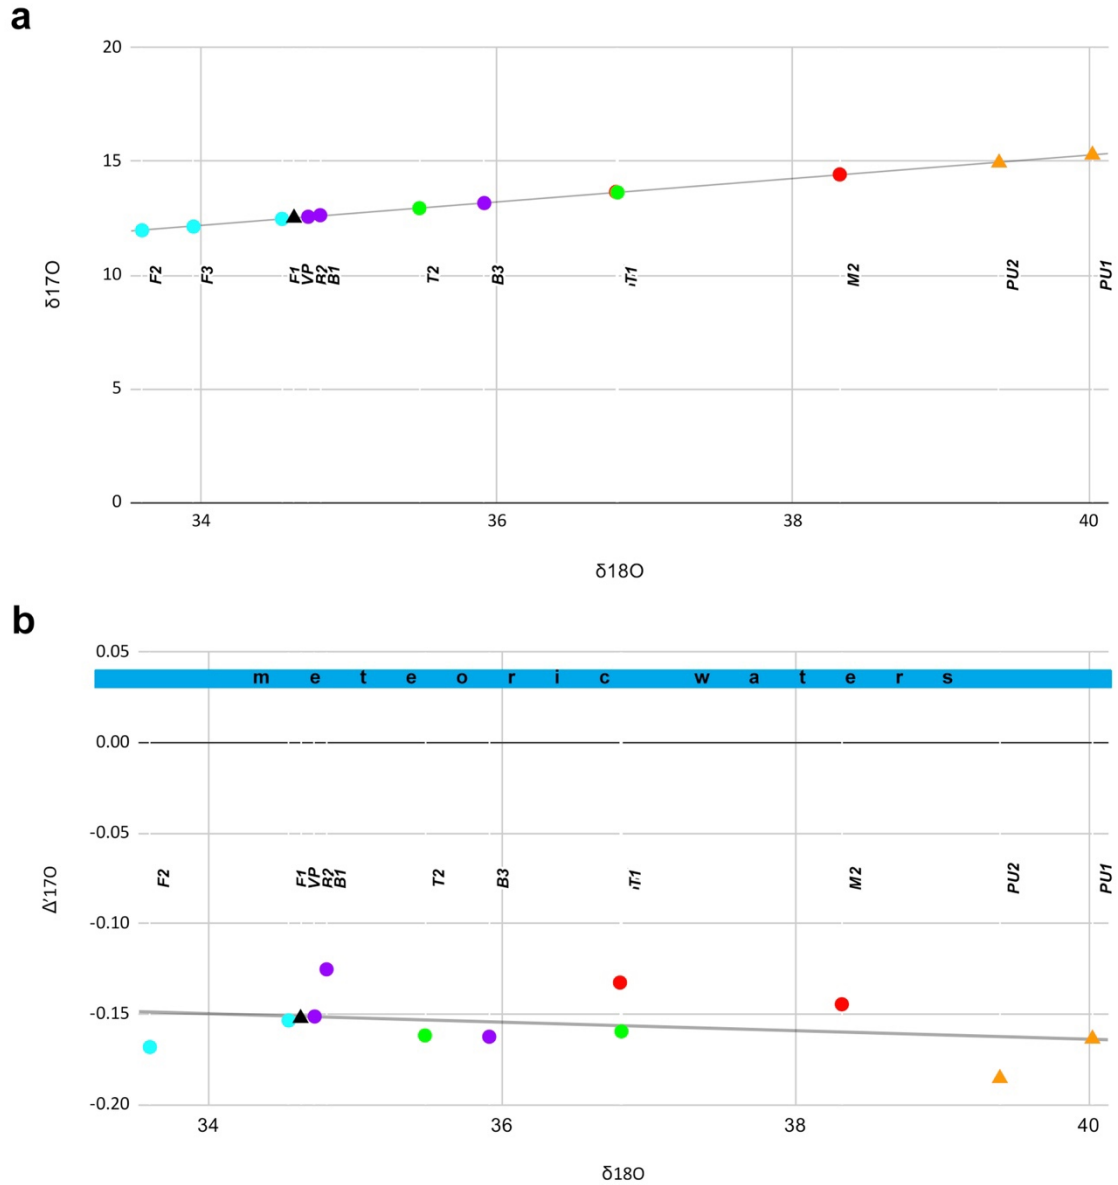 a
20
15
10
5
0
δ17O
F2 F3 F1 VP R2 B1 T2 B3 T1 M2 PU2 PU1
34 36 38 40
δ18O
b
0.05
meteoric waters
0.00
-0.05
-0.10
-0.15
-0.20
Δ'17O
F2 F1 VP R2 B1 T2 B3 T1 M2 PU2 PU1
34 36 38 40
δ18O